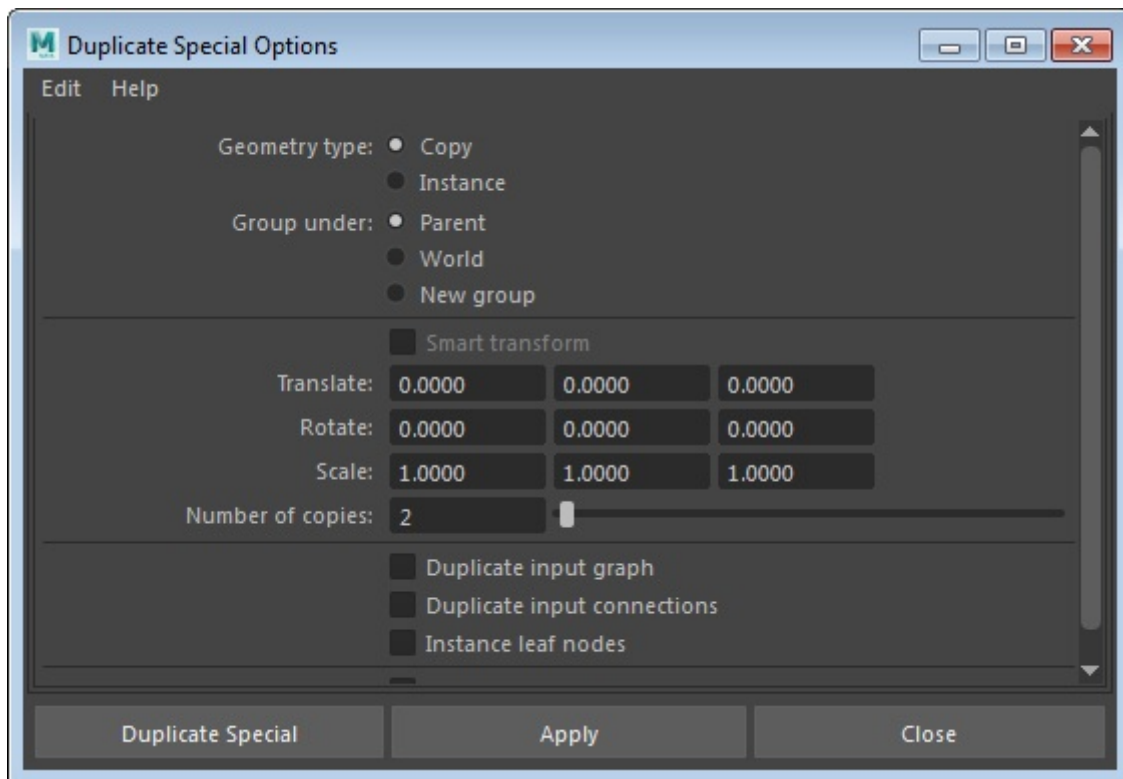 Duplicate Special Options
Edit Help
Geometry type: Copy
Instance
Group under: Parent
World
New group
Smart transform
Translate: 0.0000 0.0000 0.0000
Rotate: 0.0000 0.0000 0.0000
Scale: 1.0000 1.0000 1.0000
Number of copies: 2
Duplicate input graph
Duplicate input connections
Instance leaf nodes
Duplicate Special Apply Close